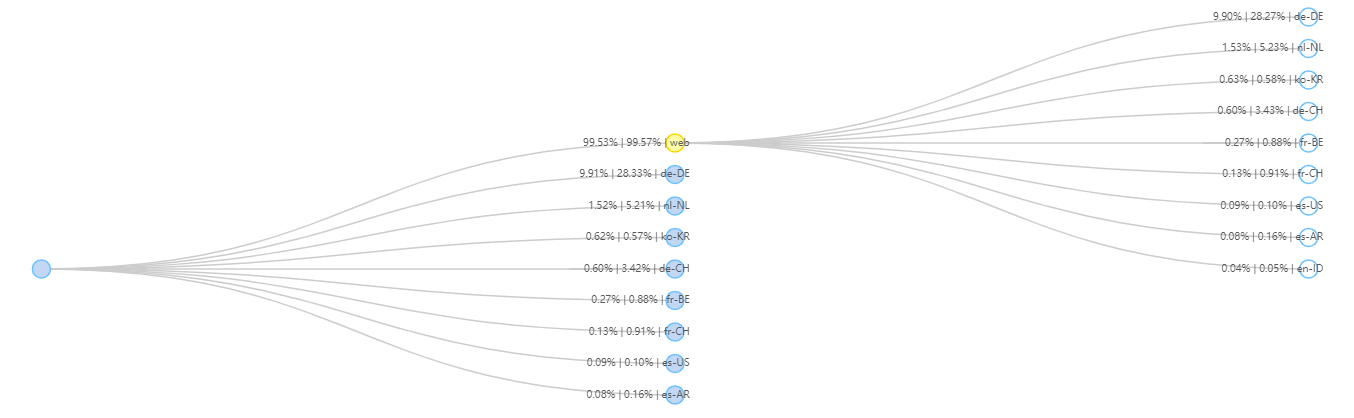 99.53% | 99.57% | web
9.91% | 28.33% | de-DE
1.52% | 5.21% | nl-NL
0.62% | 0.57% | ko-KR
0.60% | 3.42% | de-CH
0.27% | 0.88% | fr-BE
0.13% | 0.91% | fr-CH
0.09% | 0.10% | es-US
0.08% | 0.16% | es-AR
9.90% | 28.27% | de-DE
1.53% | 5.23% | nl-NL
0.63% | 0.58% | ko-KR
0.60% | 3.43% | de-CH
0.27% | 0.88% | fr-BE
0.13% | 0.91% | fr-CH
0.09% | 0.10% | es-US
0.08% | 0.16% | es-AR
0.04% | 0.05% | en-ID